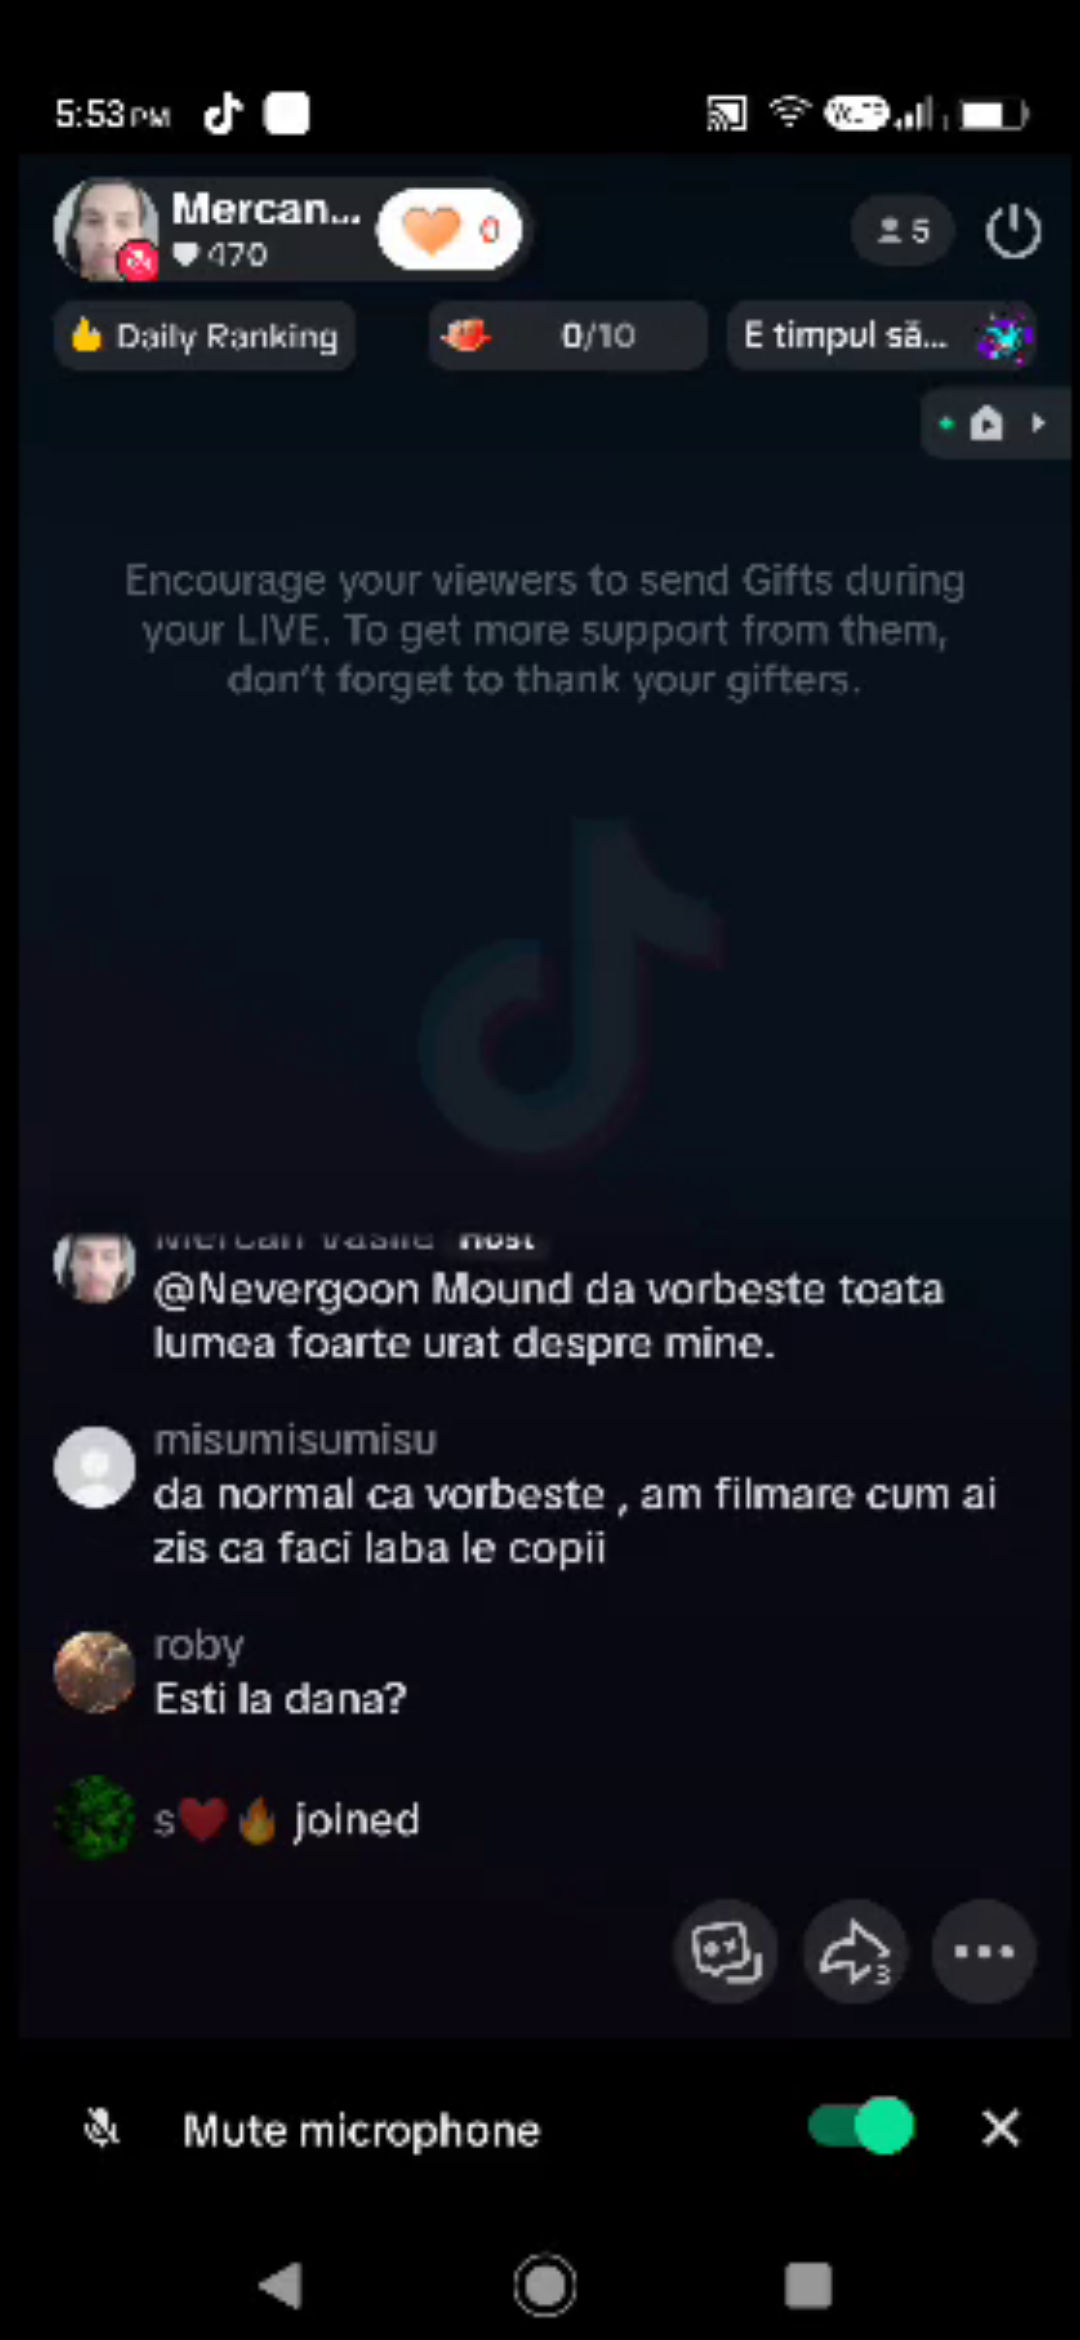 5:53 PM
Mercan...
470
0
5
Daily Ranking
0/10
E timpul să...
Encourage your viewers to send Gifts during
your LIVE. To get more support from them,
don't forget to thank your gifters.
Mercan Vasile Host
@Nevergoon Mound da vorbeste toata
lumea foarte urat despre mine.
misumisumisu
da normal ca vorbeste , am filmare cum ai
zis ca faci laba le copii
roby
Esti la dana?
s❤️🔥 joined
3
Mute microphone